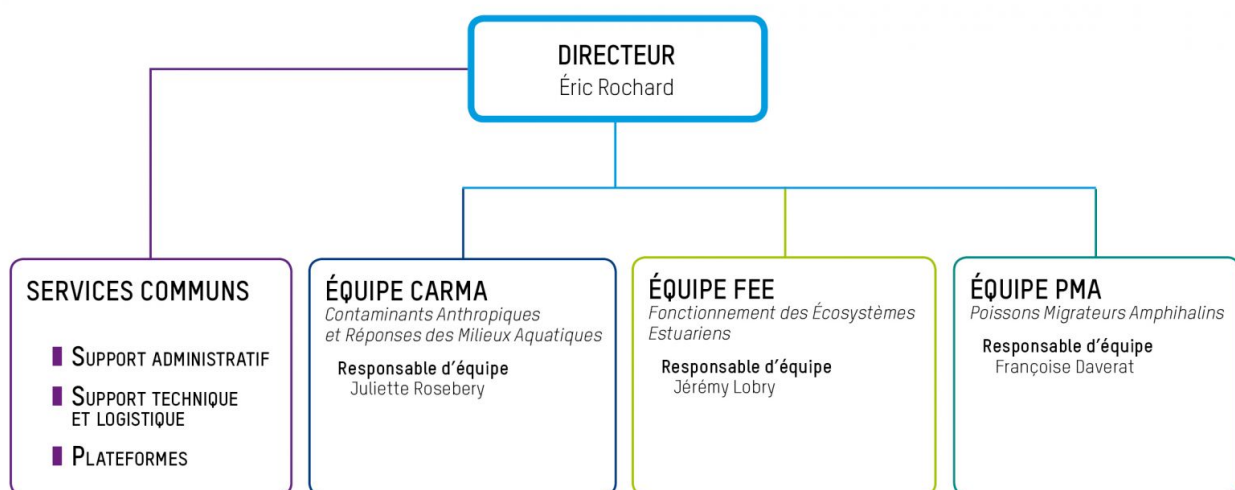 DIRECTEUR
Éric Rochard
SERVICES COMMUNS
SUPPORT ADMINISTRATIF
SUPPORT TECHNIQUE
ET LOGISTIQUE
PLATEFORMES
ÉQUIPE CARMA
Contaminants Anthropiques
et Réponses des Milieux Aquatiques
Responsable d'équipe
Juliette Rosebery
ÉQUIPE FEE
Fonctionnement des Écosystèmes
Estuariens
Responsable d'équipe
Jérémy Lobry
ÉQUIPE PMA
Poissons Migrateurs Amphihalins
Responsable d'équipe
Françoise Daverat